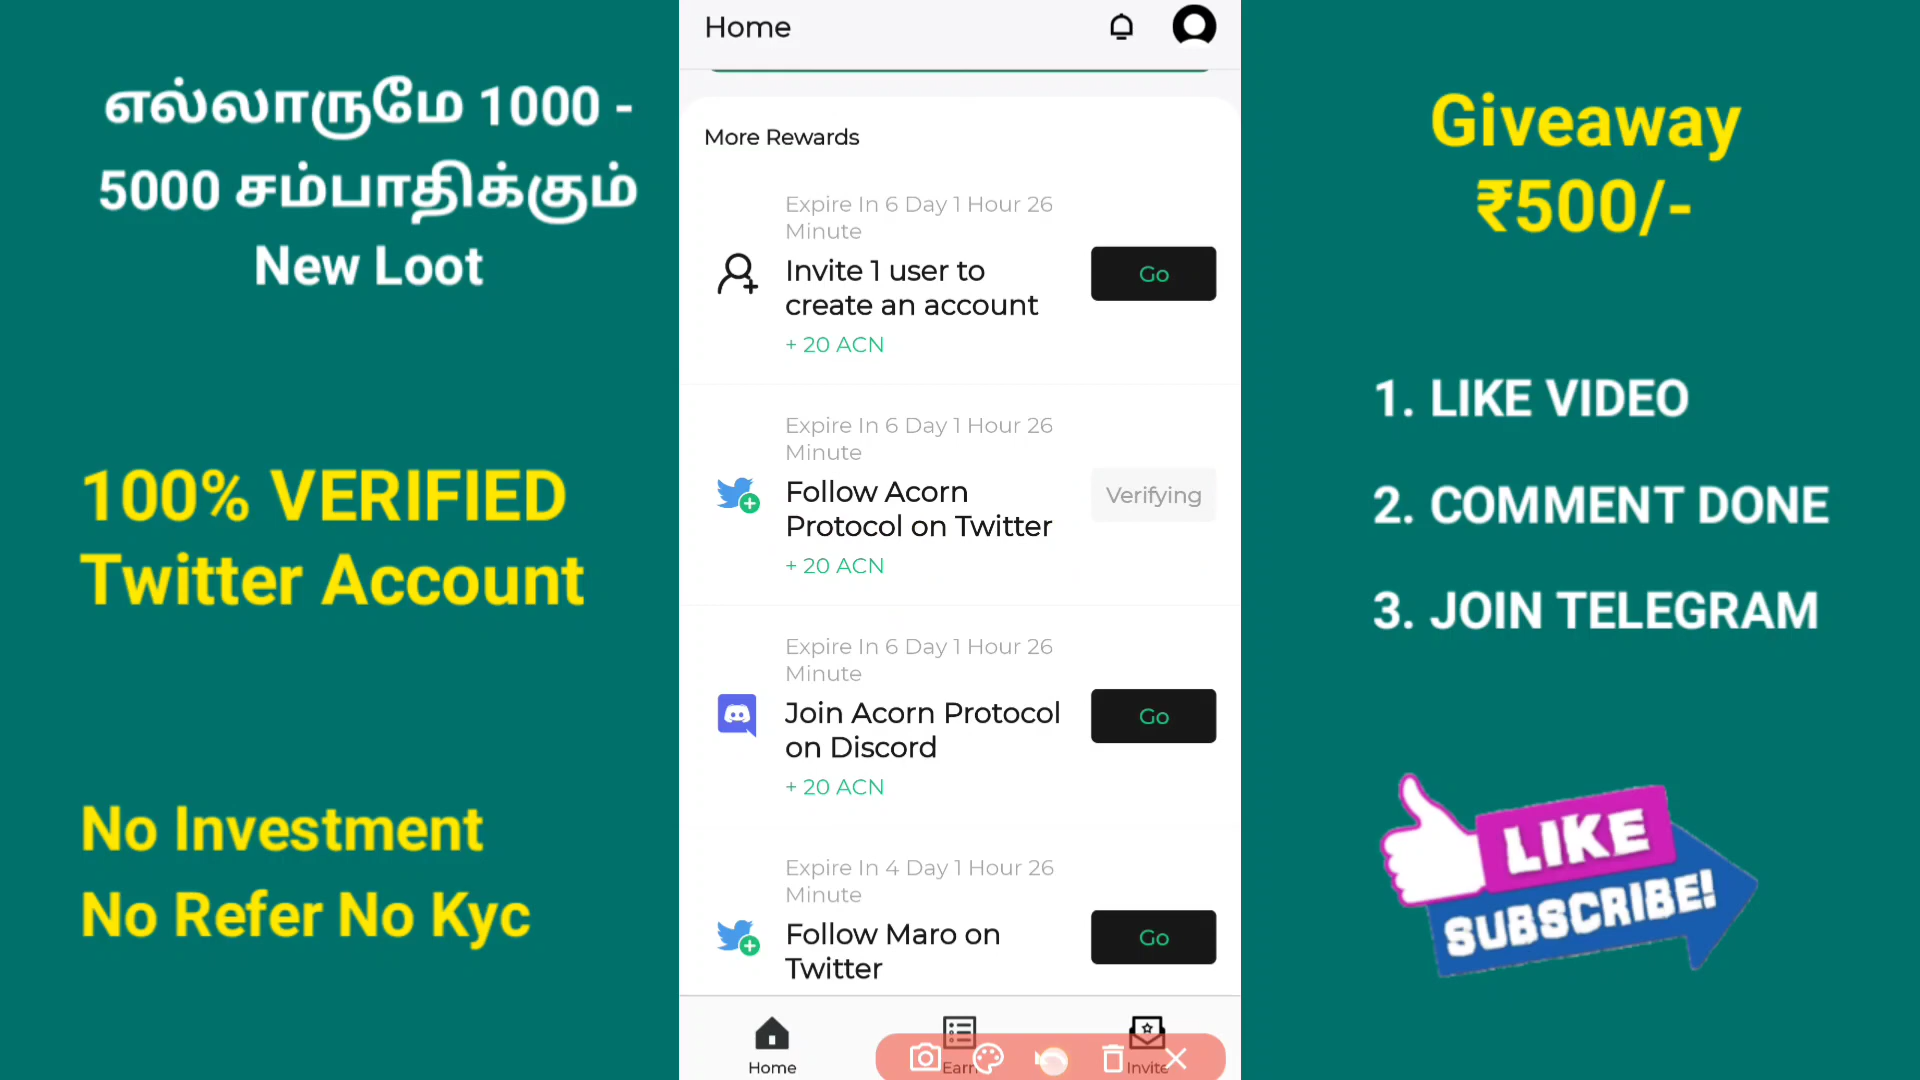 எல்லாருமே 1000 -
5000 சம்பாதிக்கும்
New Loot
100% VERIFIED
Twitter Account
No Investment
No Refer No Kyc
Home
More Rewards
Expire In 6 Day 1 Hour 26
Minute
Invite 1 user to
create an account
+ 20 ACN
Go
Expire In 6 Day 1 Hour 26
Minute
Follow Acorn
Protocol on Twitter
+ 20 ACN
Verifying
Expire In 6 Day 1 Hour 26
Minute
Join Acorn Protocol
on Discord
+ 20 ACN
Go
Expire In 4 Day 1 Hour 26
Minute
Follow Maro on
Twitter
Go
Home
Earn
Invite
Giveaway
₹500/-
1. LIKE VIDEO
2. COMMENT DONE
3. JOIN TELEGRAM
LIKE
SUBSCRIBE!